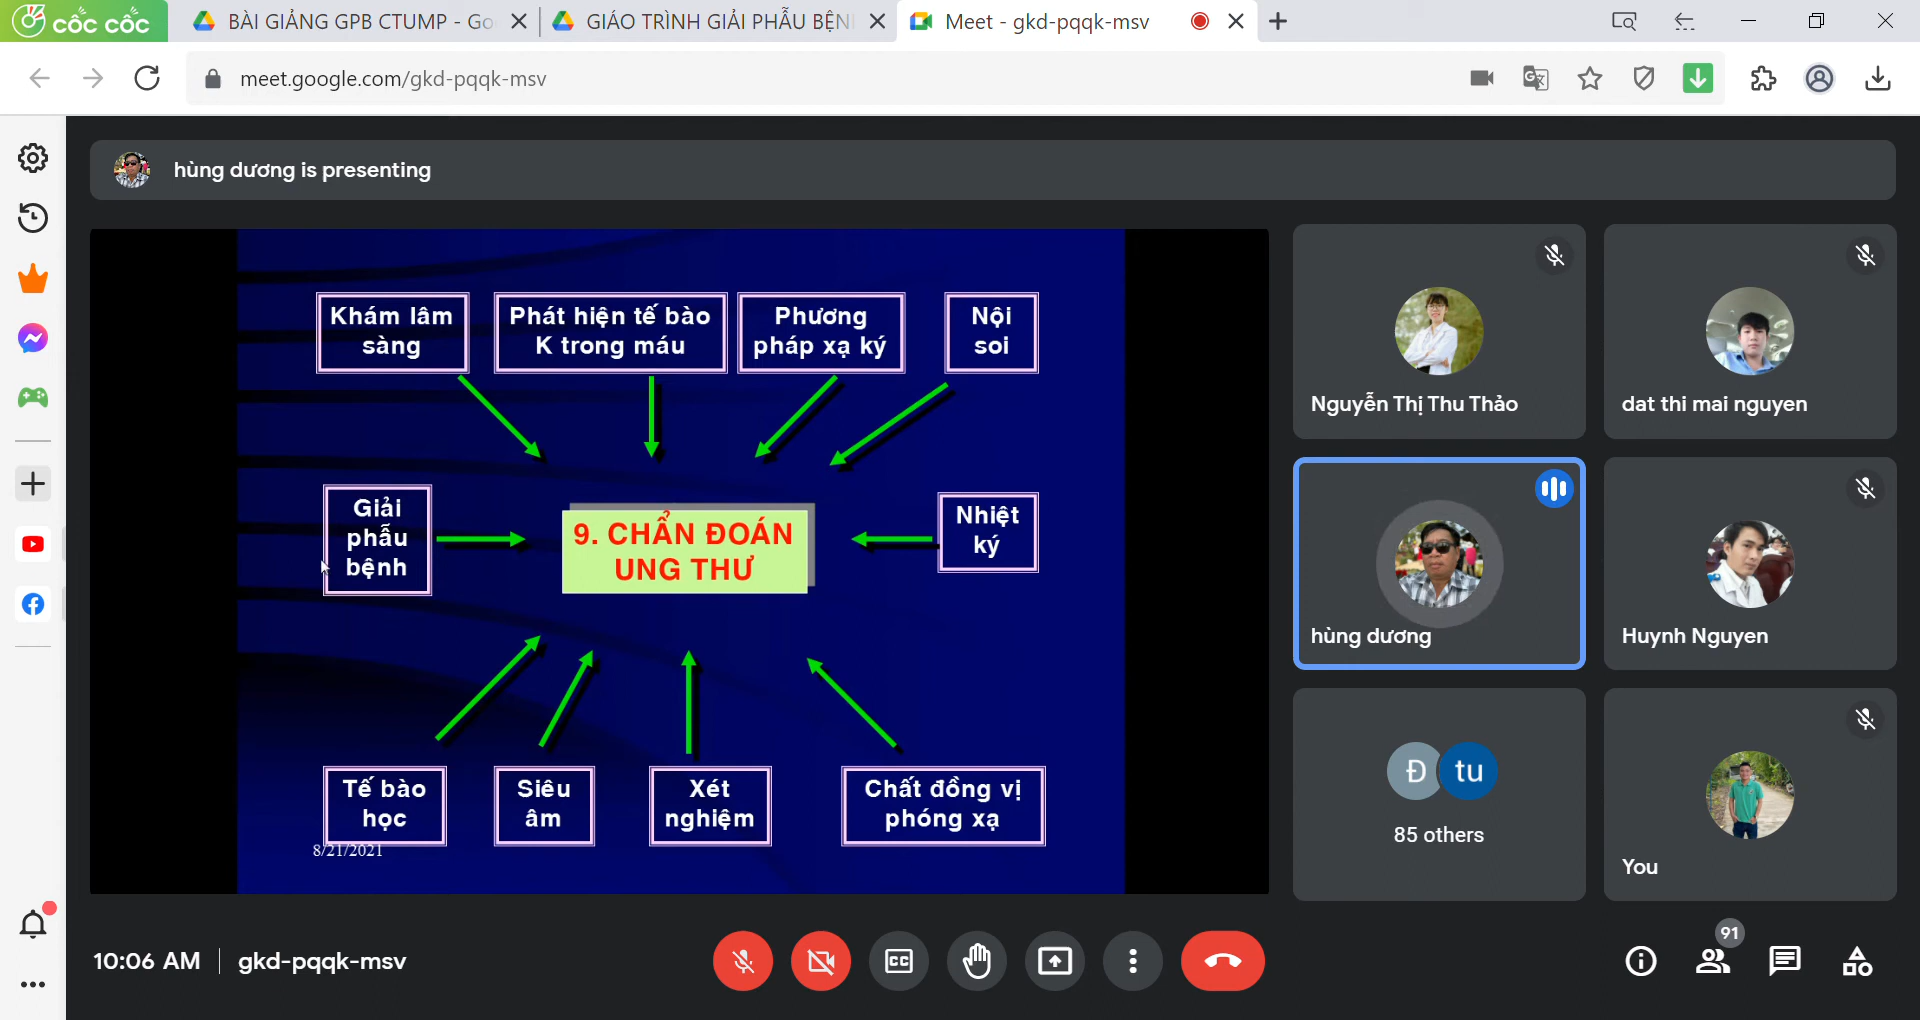 cốc cốc
BÀI GIẢNG GPB CTUMP - Go
GIÁO TRÌNH GIẢI PHẪU BỆN
Meet - gkd-pqqk-msv
meet.google.com/gkd-pqqk-msv
hùng dương is presenting
Khám lâm
sàng
Phát hiện tế bào
K trong máu
Phương
pháp xạ ký
Nội
soi
Giải
phẫu
bệnh
9. CHẨN ĐOÁN
UNG THƯ
Nhiệt
ký
Tế bào
học
Siêu
âm
Xét
nghiệm
Chất đồng vị
phóng xạ
8/21/2021
Nguyễn Thị Thu Thảo
dat thi mai nguyen
hùng dương
Huynh Nguyen
Đ
tu
85 others
You
10:06 AM
gkd-pqqk-msv
CC
91